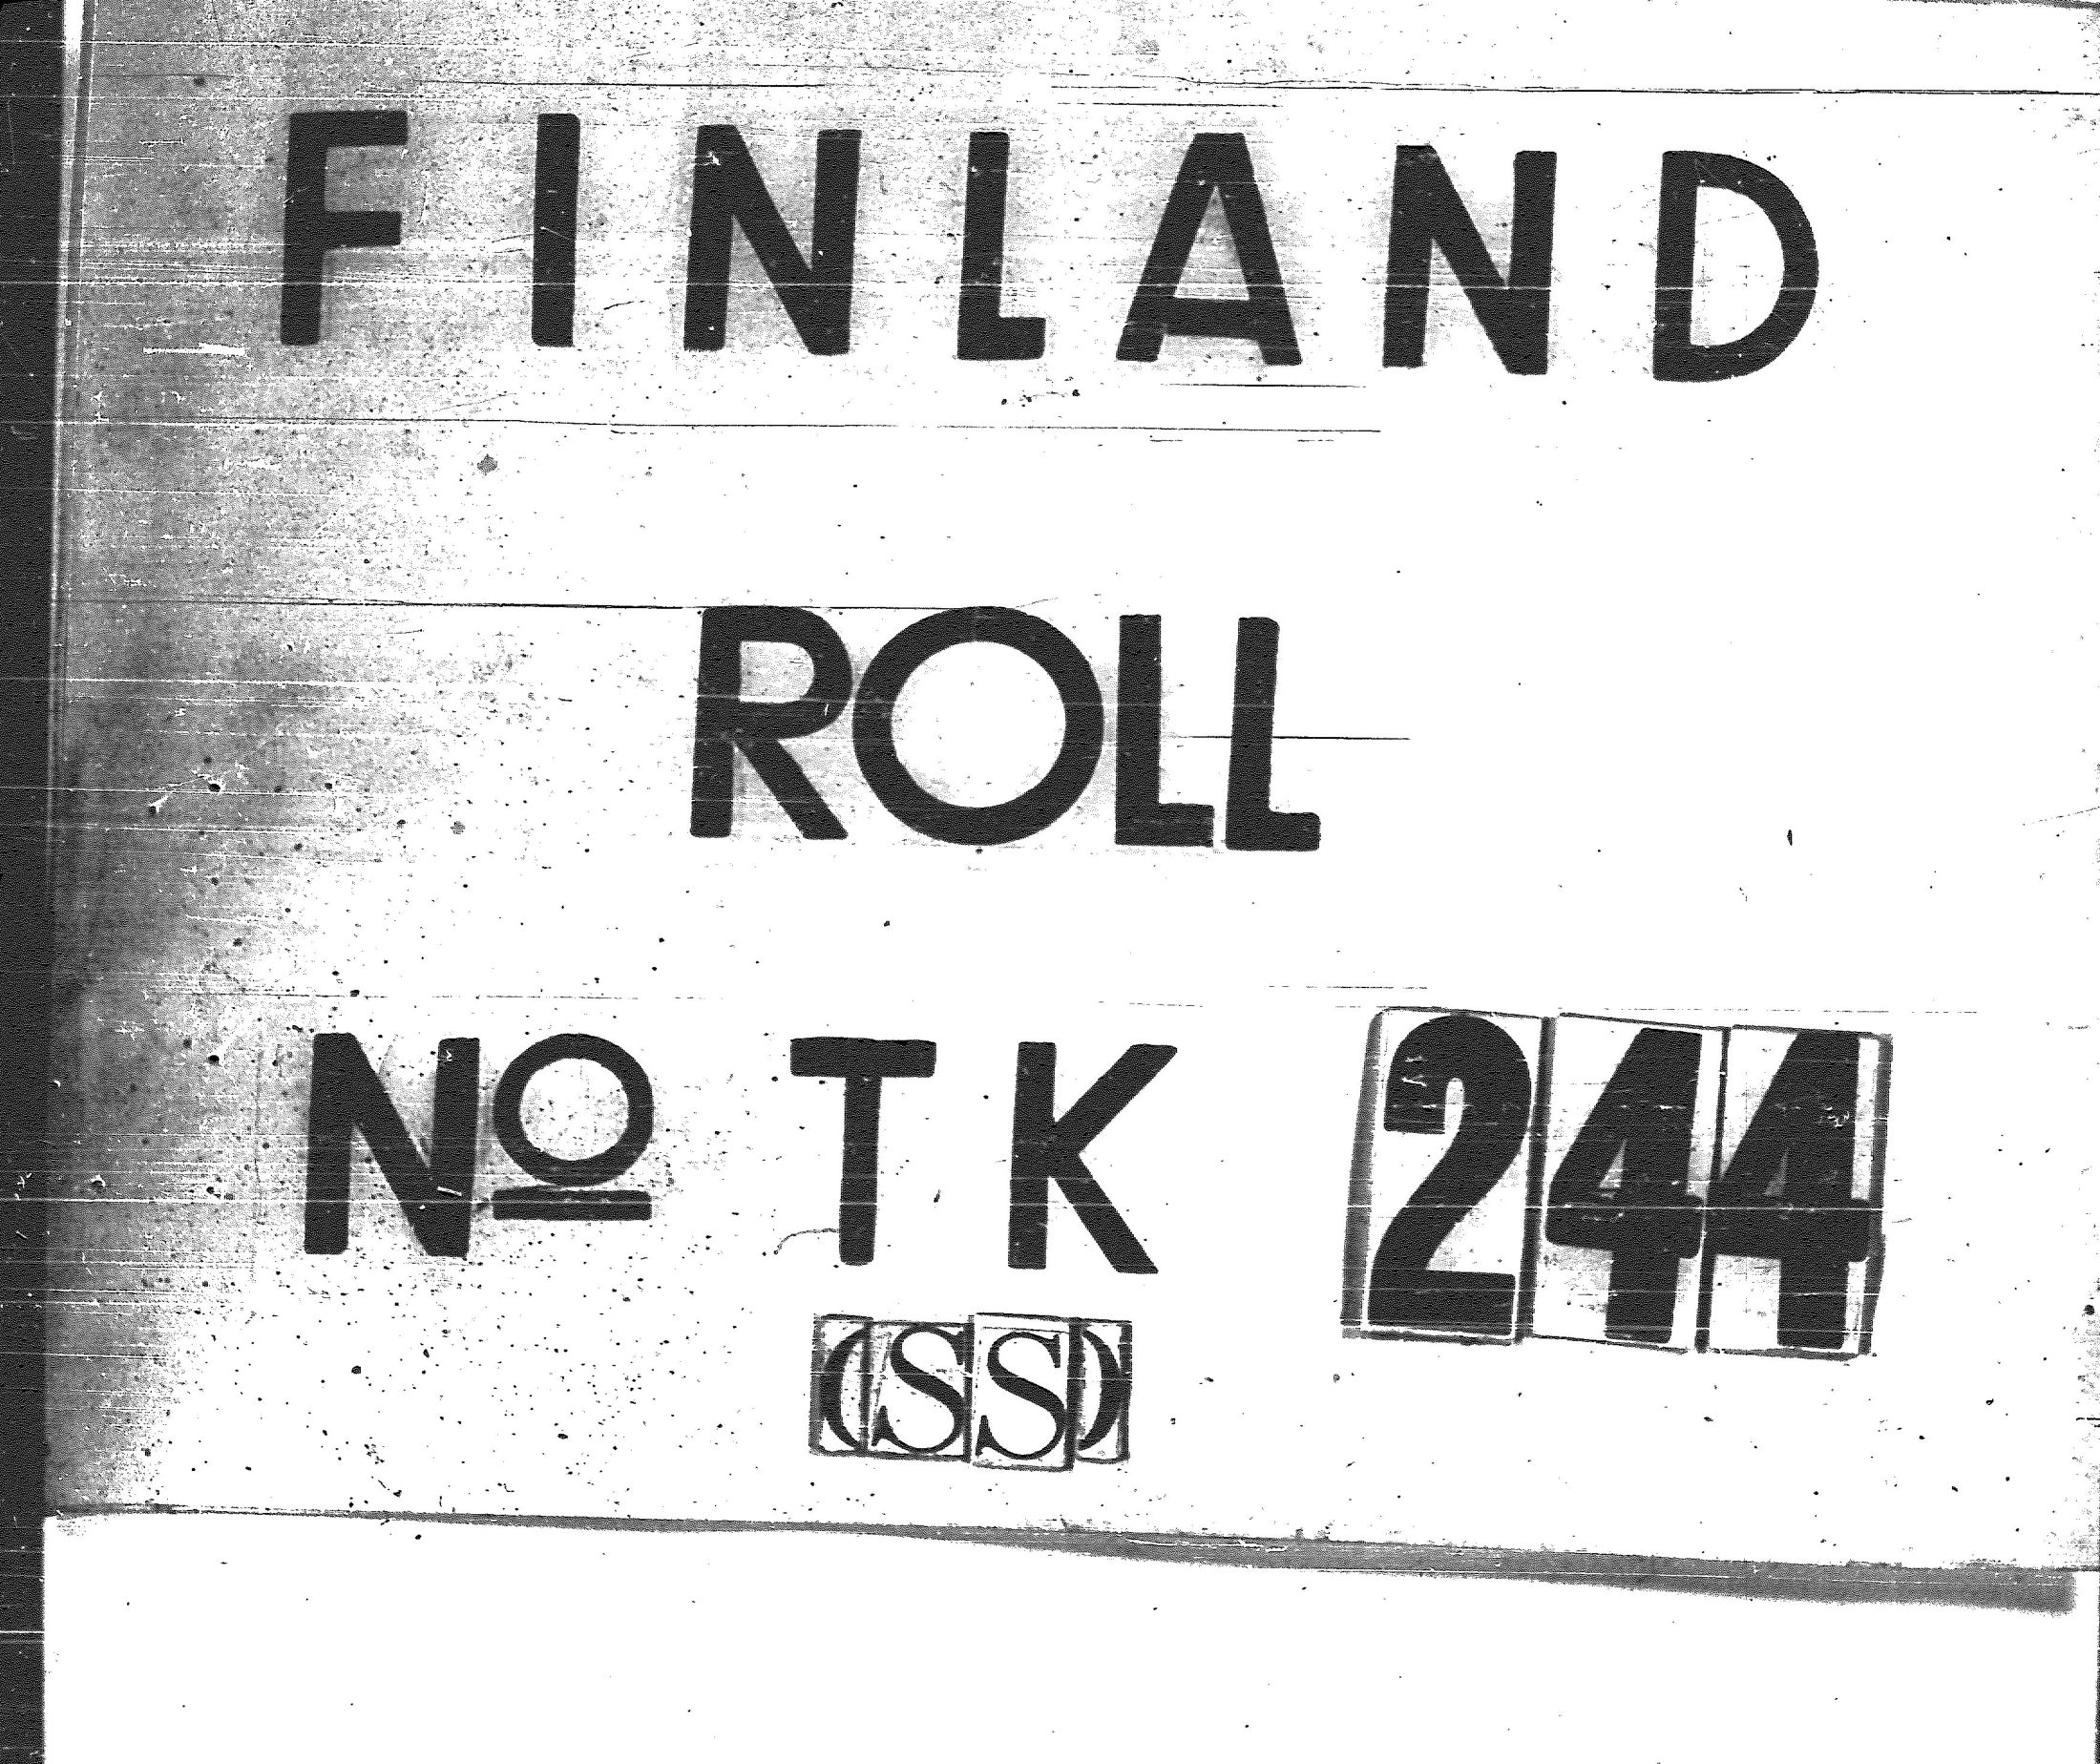 FINLAND
ROLL
Nº TK 244
(SS)